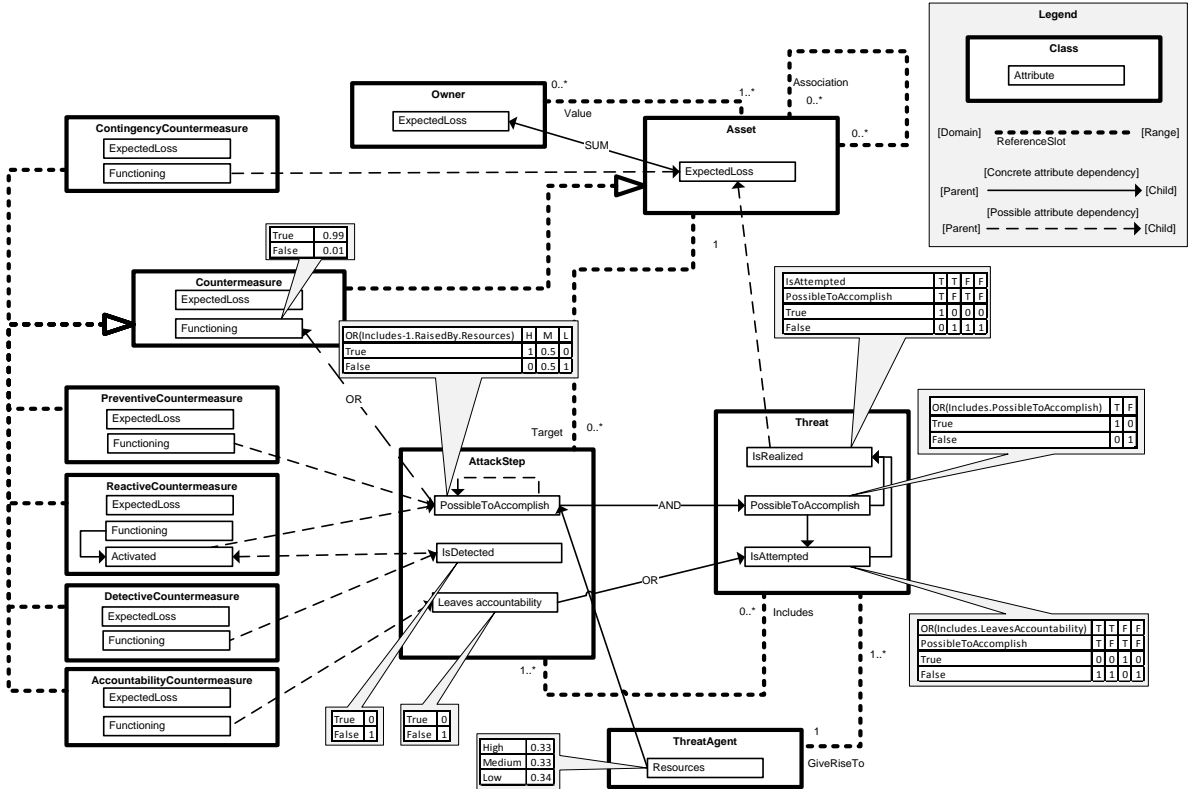 Legend
Class
Attribute
[Domain] [Range]
ReferenceSlot
[Concrete attribute dependency]
[Parent] [Child]
[Possible attribute dependency]
[Parent] [Child]
Owner
ExpectedLoss
0..*
Value
1..*
Association
0..*
0..*
SUM
Asset
ExpectedLoss
1
ContingencyCountermeasure
ExpectedLoss
Functioning
True 0.99
False 0.01
Countermeasure
ExpectedLoss
Functioning
OR
OR(Includes-1.RaisedBy.Resources) H M L
True 1 0.5 0
False 0 0.5 1
IsAttempted T T F F
PossibleToAccomplish T F T F
True 1 0 0 0
False 0 1 1 1
OR(Includes.PossibleToAccomplish) T F
True 1 0
False 0 1
PreventiveCountermeasure
ExpectedLoss
Functioning
ReactiveCountermeasure
ExpectedLoss
Functioning
Activated
DetectiveCountermeasure
ExpectedLoss
Functioning
AccountabilityCountermeasure
ExpectedLoss
Functioning
Target
0..*
AttackStep
PossibleToAccomplish
IsDetected
Leaves accountability
AND
OR
Threat
IsRealized
PossibleToAccomplish
IsAttempted
0..*
Includes
1..*
1..*
OR(Includes.LeavesAccountability) T T F F
PossibleToAccomplish T F T F
True 0 0 1 0
False 1 1 0 1
True 0
False 1
True 0
False 1
High 0.33
Medium 0.33
Low 0.34
ThreatAgent
Resources
1
GiveRiseTo